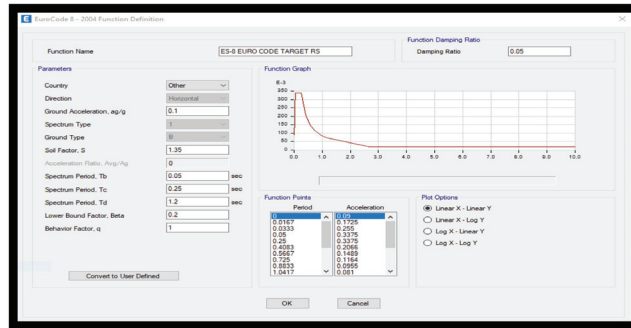 EuroCode 8 - 2004 Function Definition
Function Name
ES-8 EURO CODE TARGET RS
Function Damping Ratio
Damping Ratio
0.05
Parameters
Country
Other
Direction
Horizontal
Ground Acceleration, ag/g
0.1
Spectrum Type
1
Ground Type
B
Soil Factor, S
1.35
Acceleration Ratio, Avg/Ag
0
Spectrum Period, Tb
0.05
sec
Spectrum Period, Tc
0.25
sec
Spectrum Period, Td
1.2
sec
Lower Bound Factor, Beta
0.2
Behavior Factor, q
1
Convert to User Defined
Function Graph
E-3
350
300
250
200
150
100
50
0
0.0 1.0 2.0 3.0 4.0 5.0 6.0 7.0 8.0 9.0 10.0
Function Points
Period Acceleration
0 0.09
0.0167 0.1725
0.0333 0.255
0.05 0.3375
0.25 0.3375
0.4083 0.2066
0.5667 0.1489
0.725 0.1164
0.8833 0.0955
1.0417 0.081
Plot Options
Linear X - Linear Y
Linear X - Log Y
Log X - Linear Y
Log X - Log Y
OK
Cancel